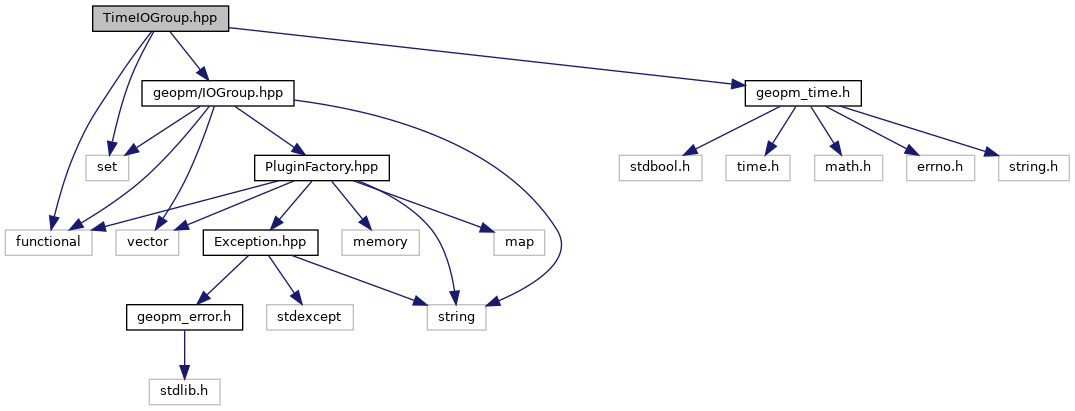 TimeIOGroup.hpp
geopm/IOGroup.hpp
geopm_time.h
set
PluginFactory.hpp
stdbool.h
time.h
math.h
errno.h
string.h
functional
vector
Exception.hpp
memory
map
geopm_error.h
stdexcept
string
stdlib.h